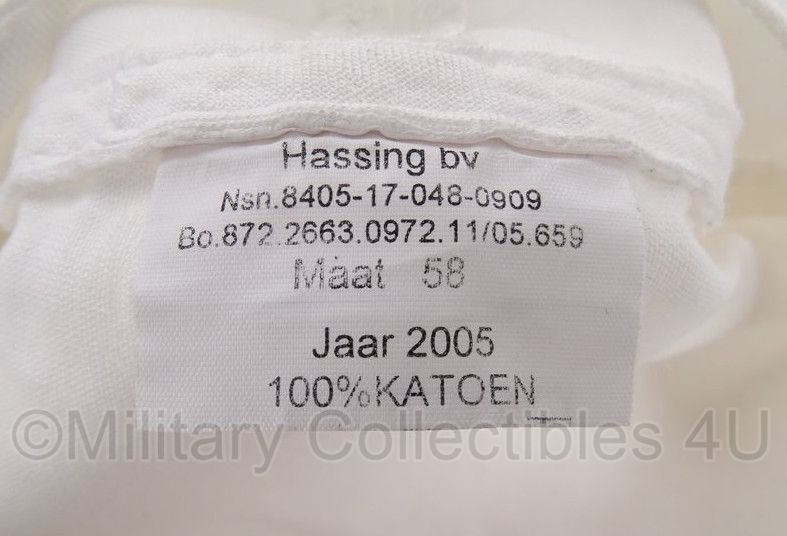 Hassing bv
Nsn.8405-17-048-0909
Bo.872.2663.0972.11/05.659
Maat 58
Jaar 2005
100%KATOEN
©Military Collectibles 4U